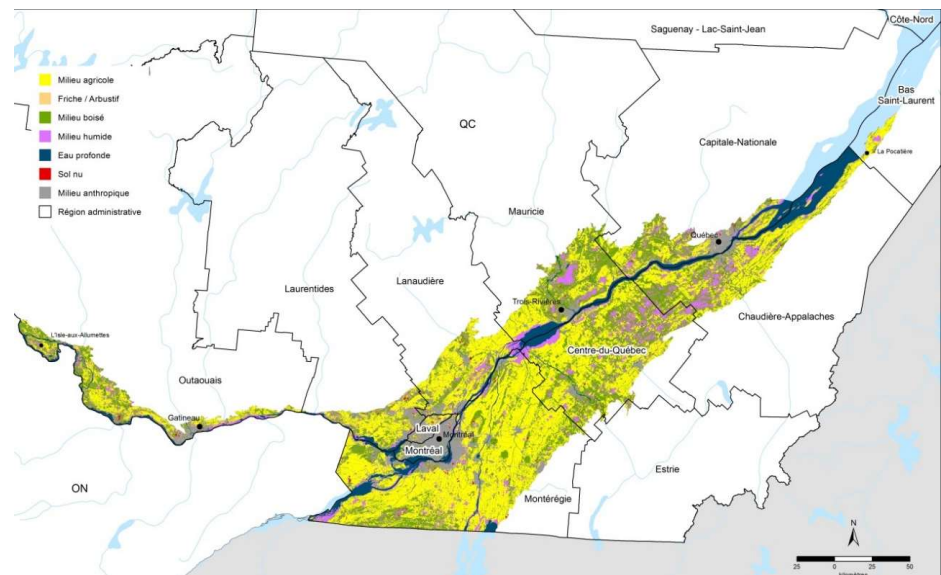 Saguenay - Lac-Saint-Jean
Côte-Nord
Milieu agricole
Friche / Arbustif
Milieu boisé
Milieu humide
Eau profonde
Sol nu
Milieu anthropique
Région administrative
Bas
Saint-Laurent
QC
Capitale-Nationale
La Pocatière
Mauricie
Québec
Laurentides
Lanaudière
Trois-Rivières
Chaudière-Appalaches
L'Isle-aux-Allumettes
Centre-du-Québec
Outaouais
Gatineau
Laval
Montréal
Montréal
Estrie
ON
Montérégie
N
25 0 25 50